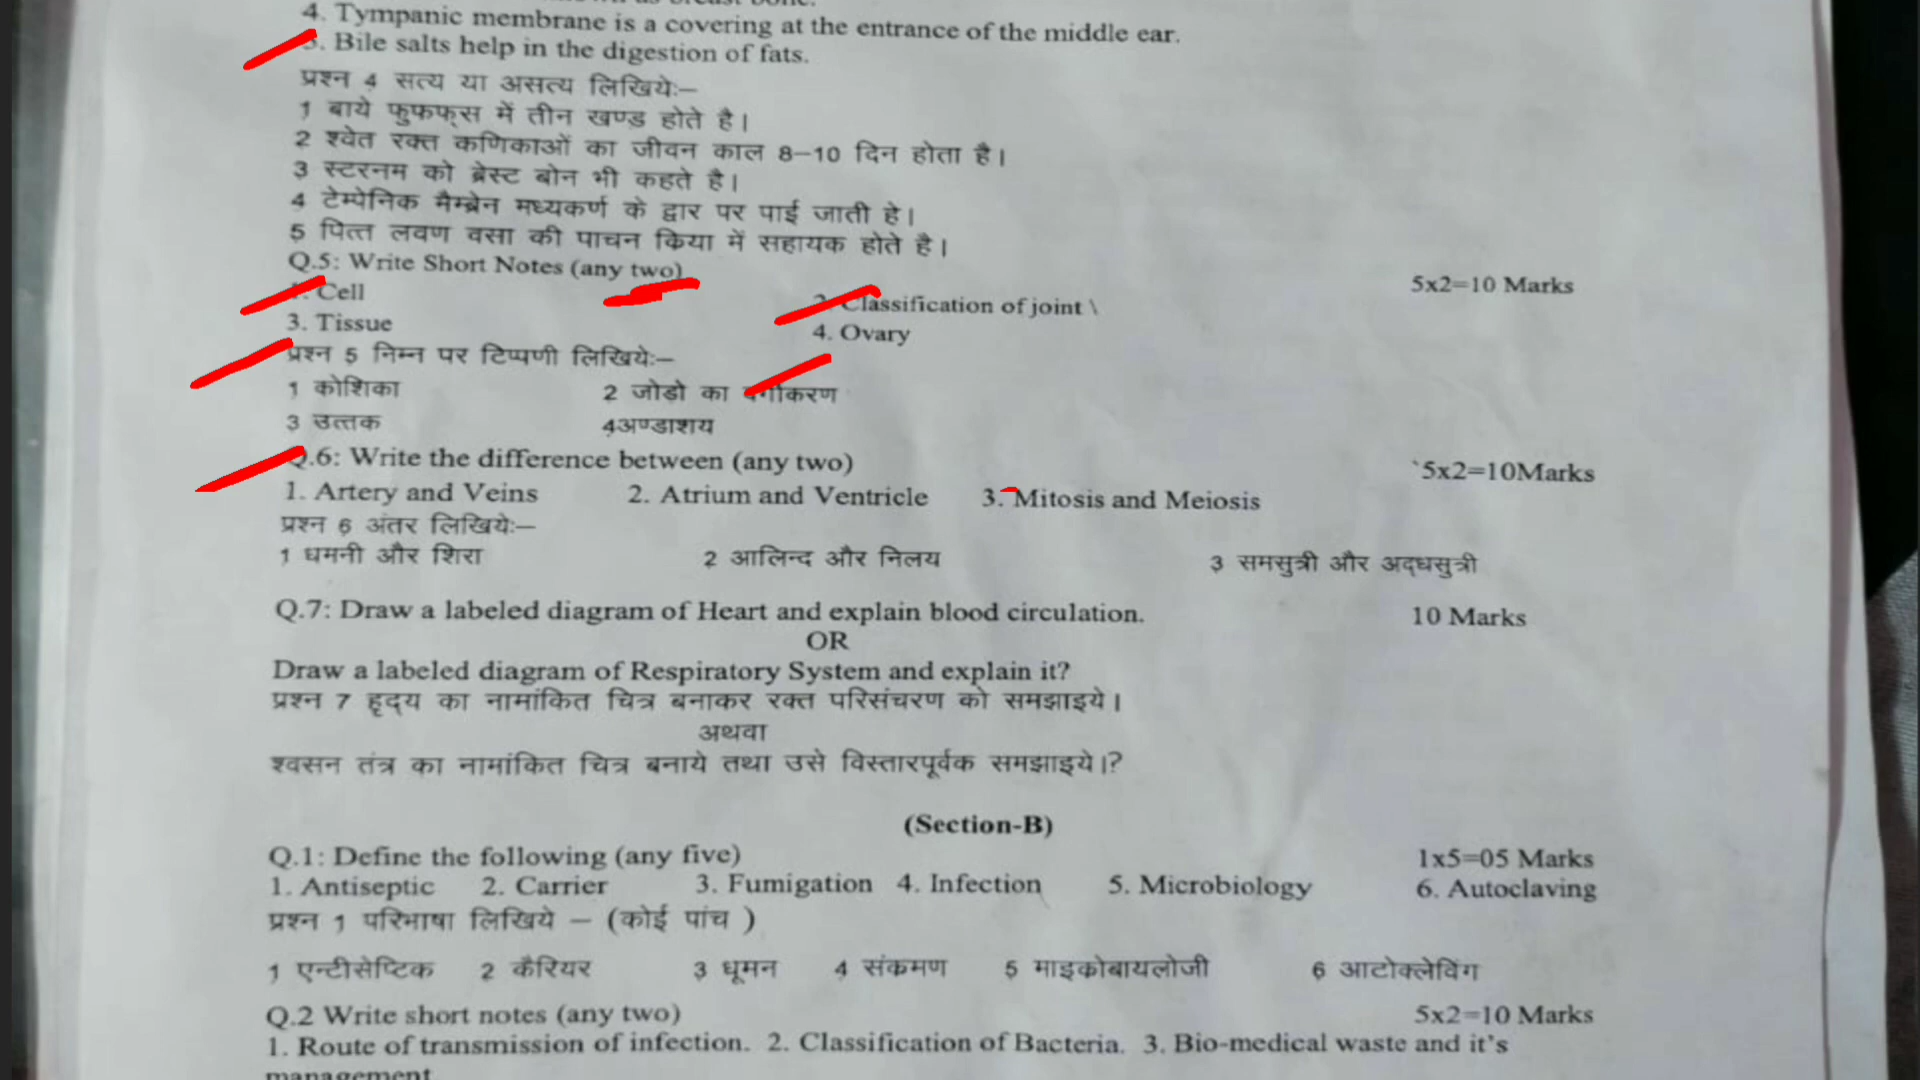 4. Tympanic membrane is a covering at the entrance of the middle ear.
5. Bile salts help in the digestion of fats.
प्रश्न 4 सत्य या असत्य लिखिये:–
1 बाये फुफफ्स में तीन खण्ड होते है।
2 श्वेत रक्त कणिकाओं का जीवन काल 8–10 दिन होता है।
3 स्टरनम को ब्रेस्ट बोन भी कहते है।
4 टेम्पेनिक मैम्ब्रेन मध्यकर्ण के द्वार पर पाई जाती हे।
5 पित्त लवण वसा की पाचन किया में सहायक होते है।
Q.5: Write Short Notes (any two) 5x2=10 Marks
1. Cell 2. Classification of joint \
3. Tissue 4. Ovary
प्रश्न 5 निम्न पर टिप्पणी लिखिये:–
1 कोशिका 2 जोड़ो का वर्गीकरण
3 उत्तक 4अण्डाशय
Q.6: Write the difference between (any two) `5x2=10Marks
1. Artery and Veins 2. Atrium and Ventricle 3. Mitosis and Meiosis
प्रश्न 6 अंतर लिखिये:–
1 धमनी और शिरा 2 आलिन्द और निलय 3 समसुत्री और अद्धसुत्री
Q.7: Draw a labeled diagram of Heart and explain blood circulation. 10 Marks
OR
Draw a labeled diagram of Respiratory System and explain it?
प्रश्न 7 हृद्य का नामांकित चित्र बनाकर रक्त परिसंचरण को समझाइये।
अथवा
श्वसन तंत्र का नामांकित चित्र बनाये तथा उसे विस्तारपूर्वक समझाइये।?
(Section-B)
Q.1: Define the following (any five) 1x5=05 Marks
1. Antiseptic 2. Carrier 3. Fumigation 4. Infection 5. Microbiology 6. Autoclaving
प्रश्न 1 परिभाषा लिखिये – (कोई पांच )
1 एन्टीसेप्टिक 2 कैरियर 3 धूमन 4 संकमण 5 माइकोबायलोजी 6 आटोक्लेविंग
Q.2 Write short notes (any two) 5x2=10 Marks
1. Route of transmission of infection. 2. Classification of Bacteria. 3. Bio-medical waste and it's
management